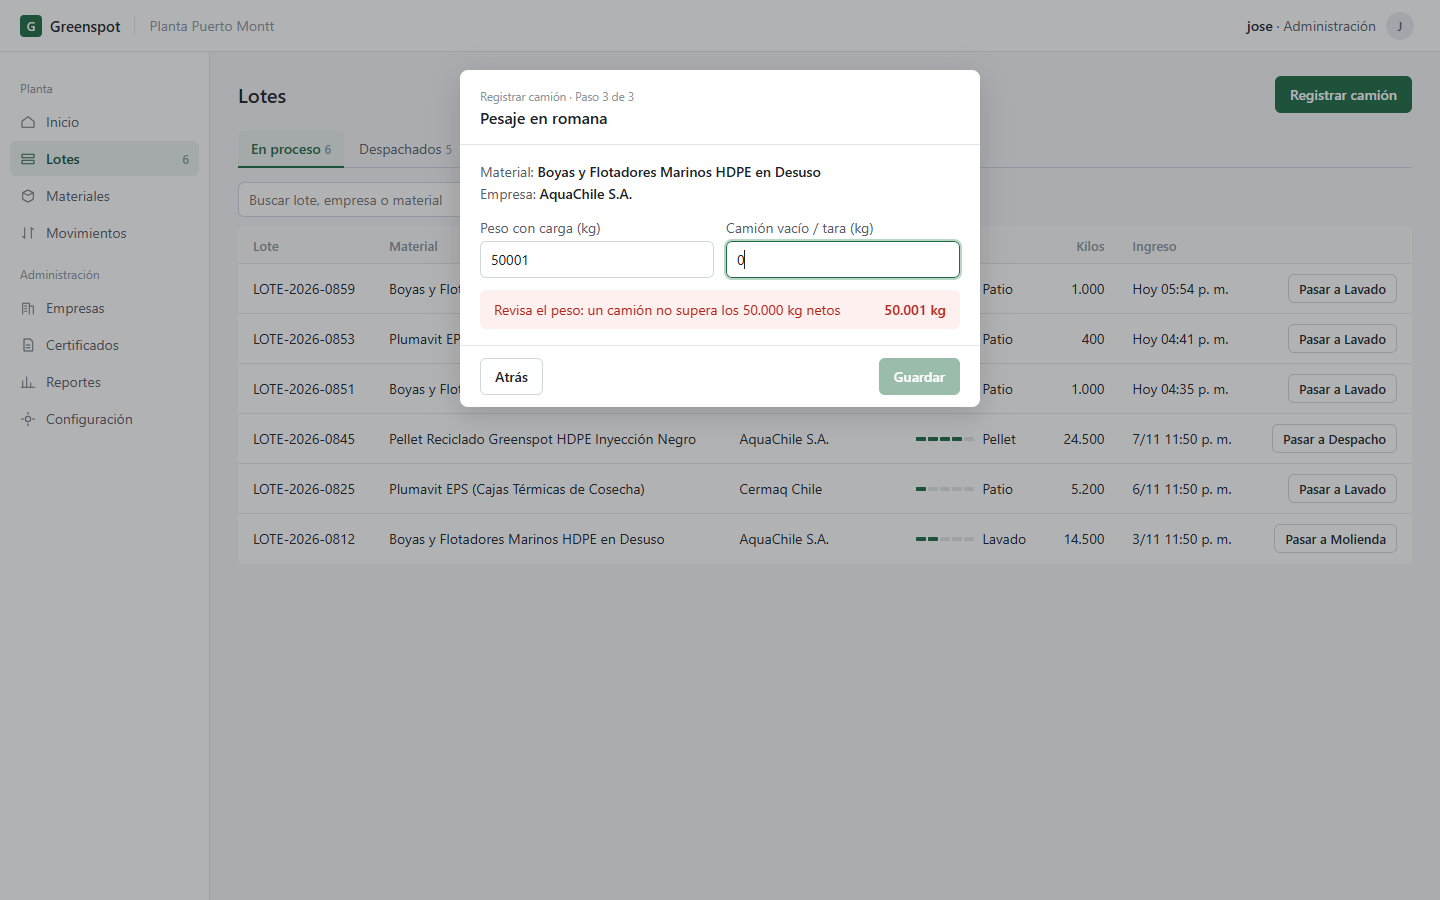 G Greenspot Planta Puerto Montt jose · Administración J
Planta
Inicio
Lotes 6
Materiales
Movimientos
Administración
Empresas
Certificados
Reportes
Configuración
Lotes
Registrar camión
En proceso 6 Despachados 5
Buscar lote, empresa o material
Lote Material Kilos Ingreso
LOTE-2026-0859 Boyas y Flo Patio 1.000 Hoy 05:54 p. m. Pasar a Lavado
LOTE-2026-0853 Plumavit EP Patio 400 Hoy 04:41 p. m. Pasar a Lavado
LOTE-2026-0851 Boyas y Flo Patio 1.000 Hoy 04:35 p. m. Pasar a Lavado
LOTE-2026-0845 Pellet Reciclado Greenspot HDPE Inyección Negro AquaChile S.A. Pellet 24.500 7/11 11:50 p. m. Pasar a Despacho
LOTE-2026-0825 Plumavit EPS (Cajas Térmicas de Cosecha) Cermaq Chile Patio 5.200 6/11 11:50 p. m. Pasar a Lavado
LOTE-2026-0812 Boyas y Flotadores Marinos HDPE en Desuso AquaChile S.A. Lavado 14.500 3/11 11:50 p. m. Pasar a Molienda
Registrar camión · Paso 3 de 3
Pesaje en romana
Material: Boyas y Flotadores Marinos HDPE en Desuso
Empresa: AquaChile S.A.
Peso con carga (kg) Camión vacío / tara (kg)
50001 0
Revisa el peso: un camión no supera los 50.000 kg netos 50.001 kg
Atrás Guardar